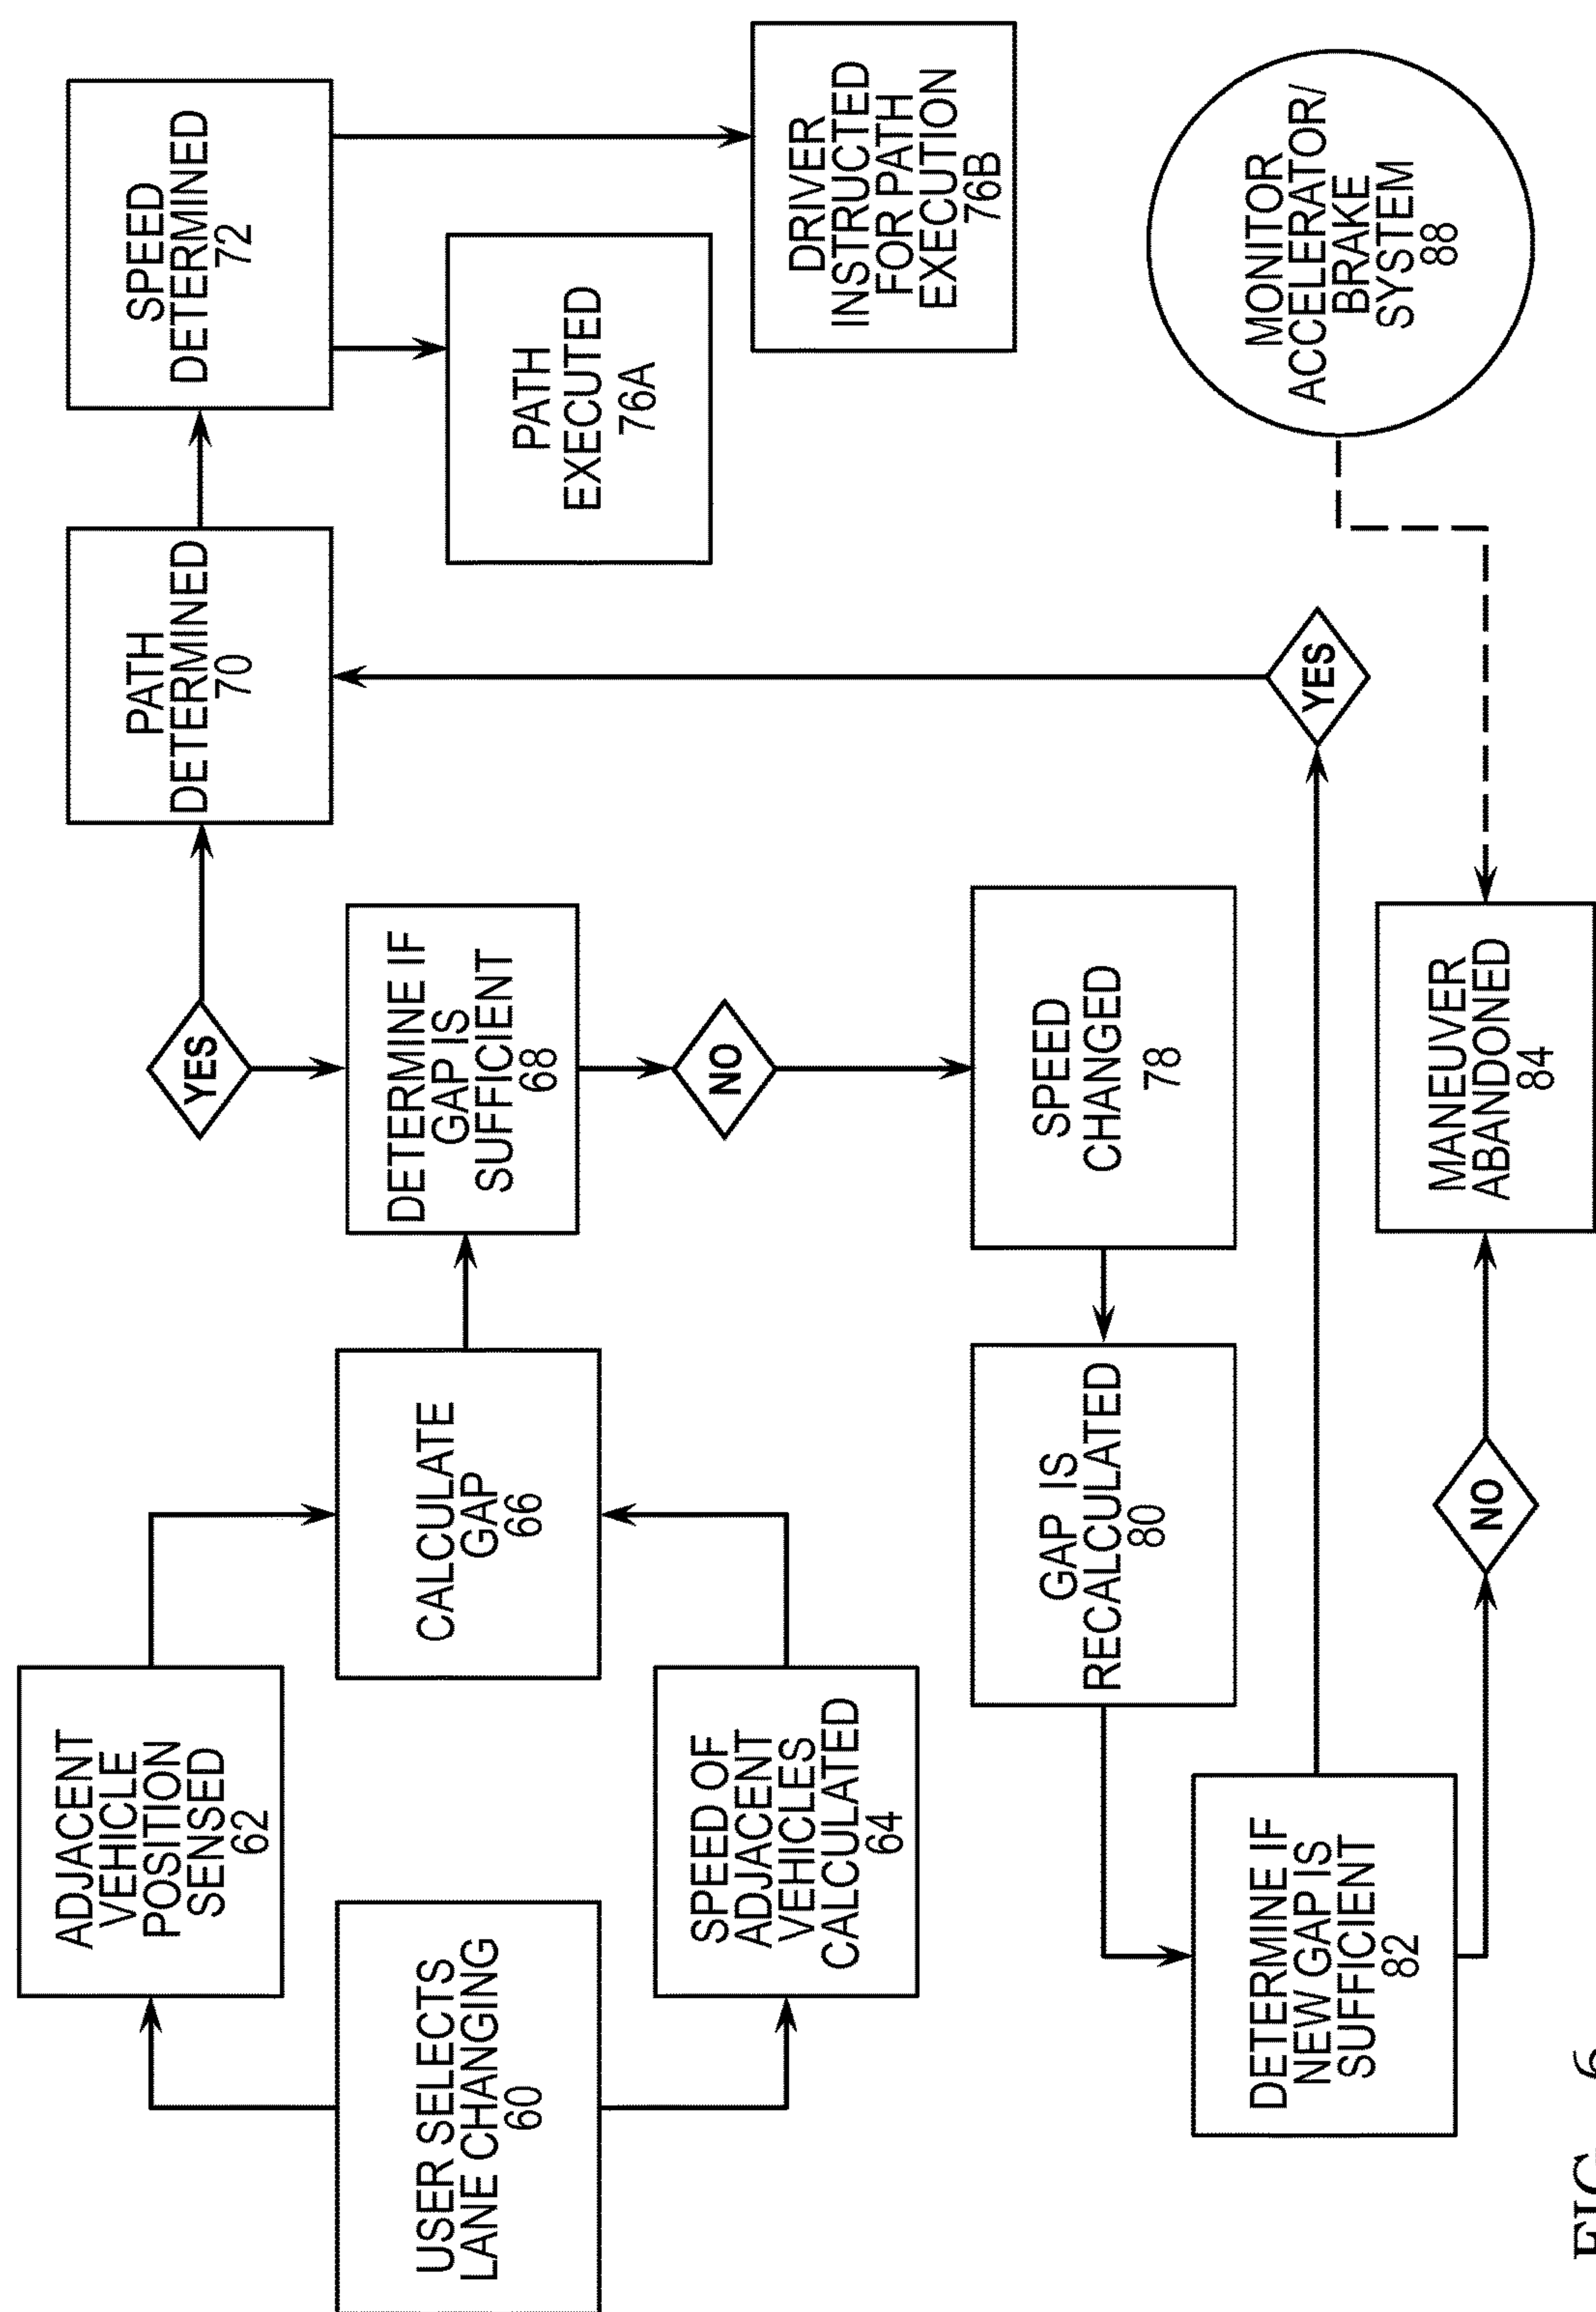 USER SELECTS
LANE CHANGING
60
ADJACENT
VEHICLE
POSITION
SENSED
62
SPEED OF
ADJACENT
VEHICLES
CALCULATED
64
CALCULATE
GAP
66
DETERMINE IF
GAP IS
SUFFICIENT
68
YES
NO
PATH
DETERMINED
70
SPEED
DETERMINED
72
PATH
EXECUTED
76A
DRIVER
INSTRUCTED
FOR PATH
EXECUTION
76B
SPEED
CHANGED
78
GAP IS
RECALCULATED
80
DETERMINE IF
NEW GAP IS
SUFFICIENT
82
YES
NO
MANEUVER
ABANDONED
84
MONITOR
ACCELERATOR/
BRAKE
SYSTEM
88
FIG. 6